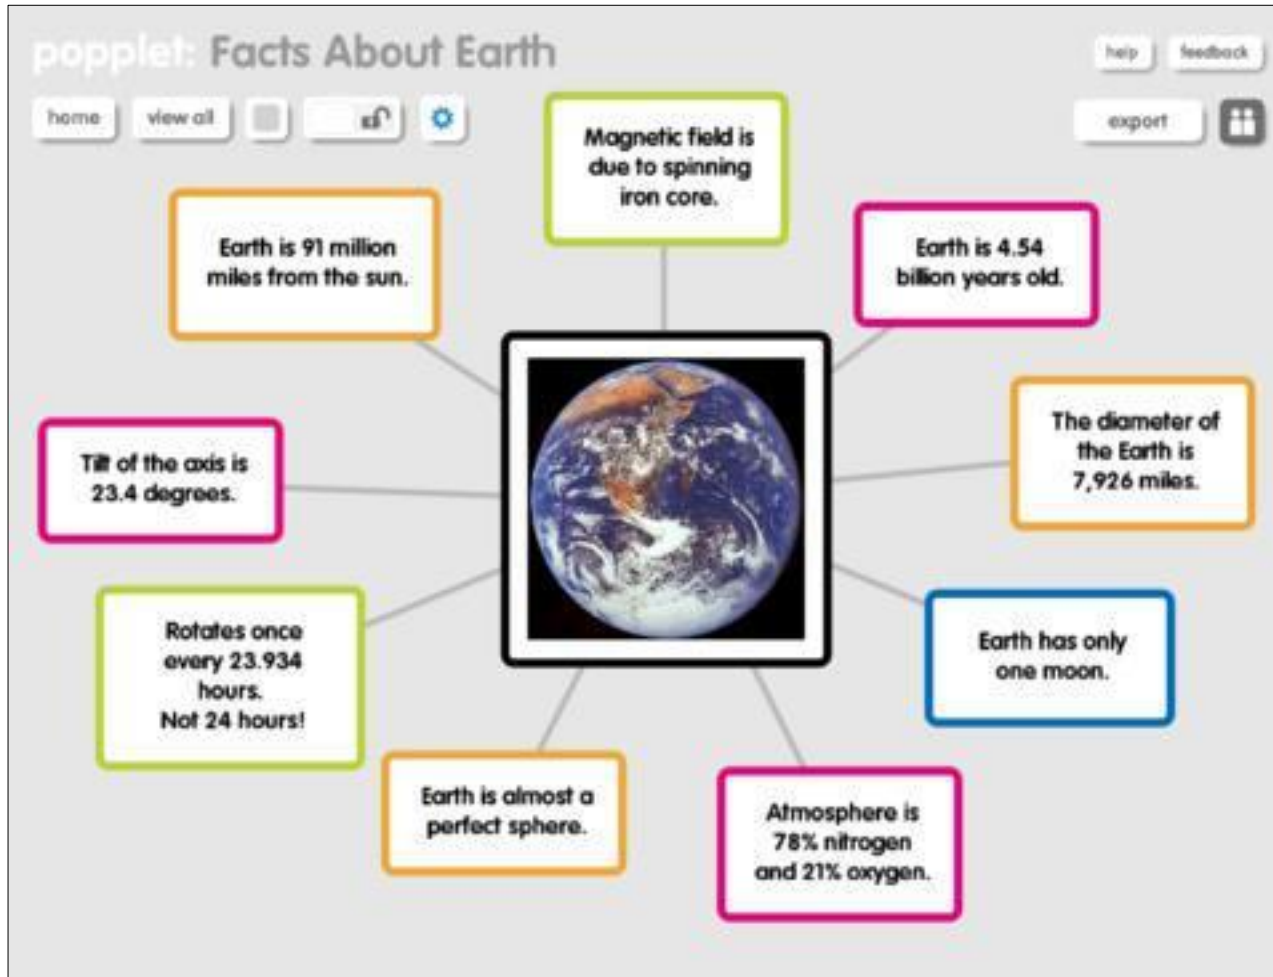 popplet: Facts About Earth
help
feedback
home
view all
export
Magnetic field is
due to spinning
iron core.
Earth is 91 million
miles from the sun.
Earth is 4.54
billion years old.
The diameter of
the Earth is
7,926 miles.
Tilt of the axis is
23.4 degrees.
Rotates once
every 23.934
hours.
Not 24 hours!
Earth has only
one moon.
Earth is almost a
perfect sphere.
Atmosphere is
78% nitrogen
and 21% oxygen.